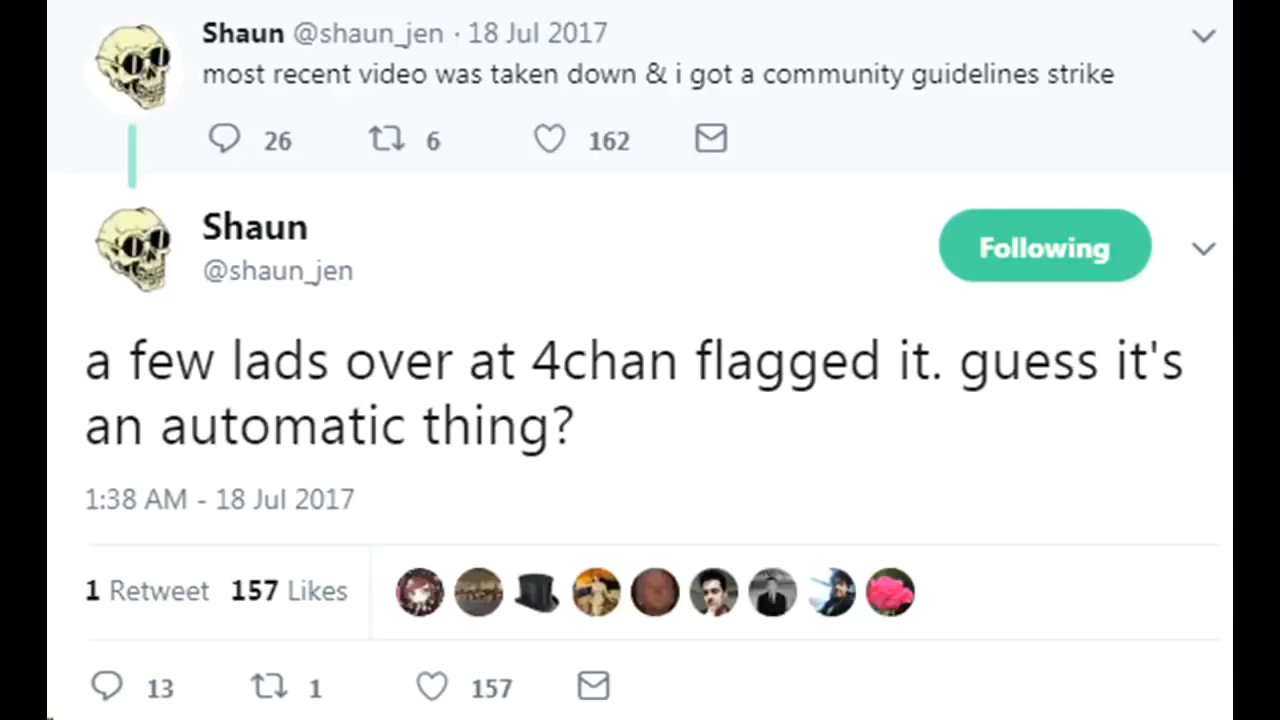 Shaun @shaun_jen · 18 Jul 2017
most recent video was taken down & i got a community guidelines strike
26 6 162
Shaun
@shaun_jen
Following
a few lads over at 4chan flagged it. guess it's
an automatic thing?
1:38 AM - 18 Jul 2017
1 Retweet 157 Likes
13 1 157